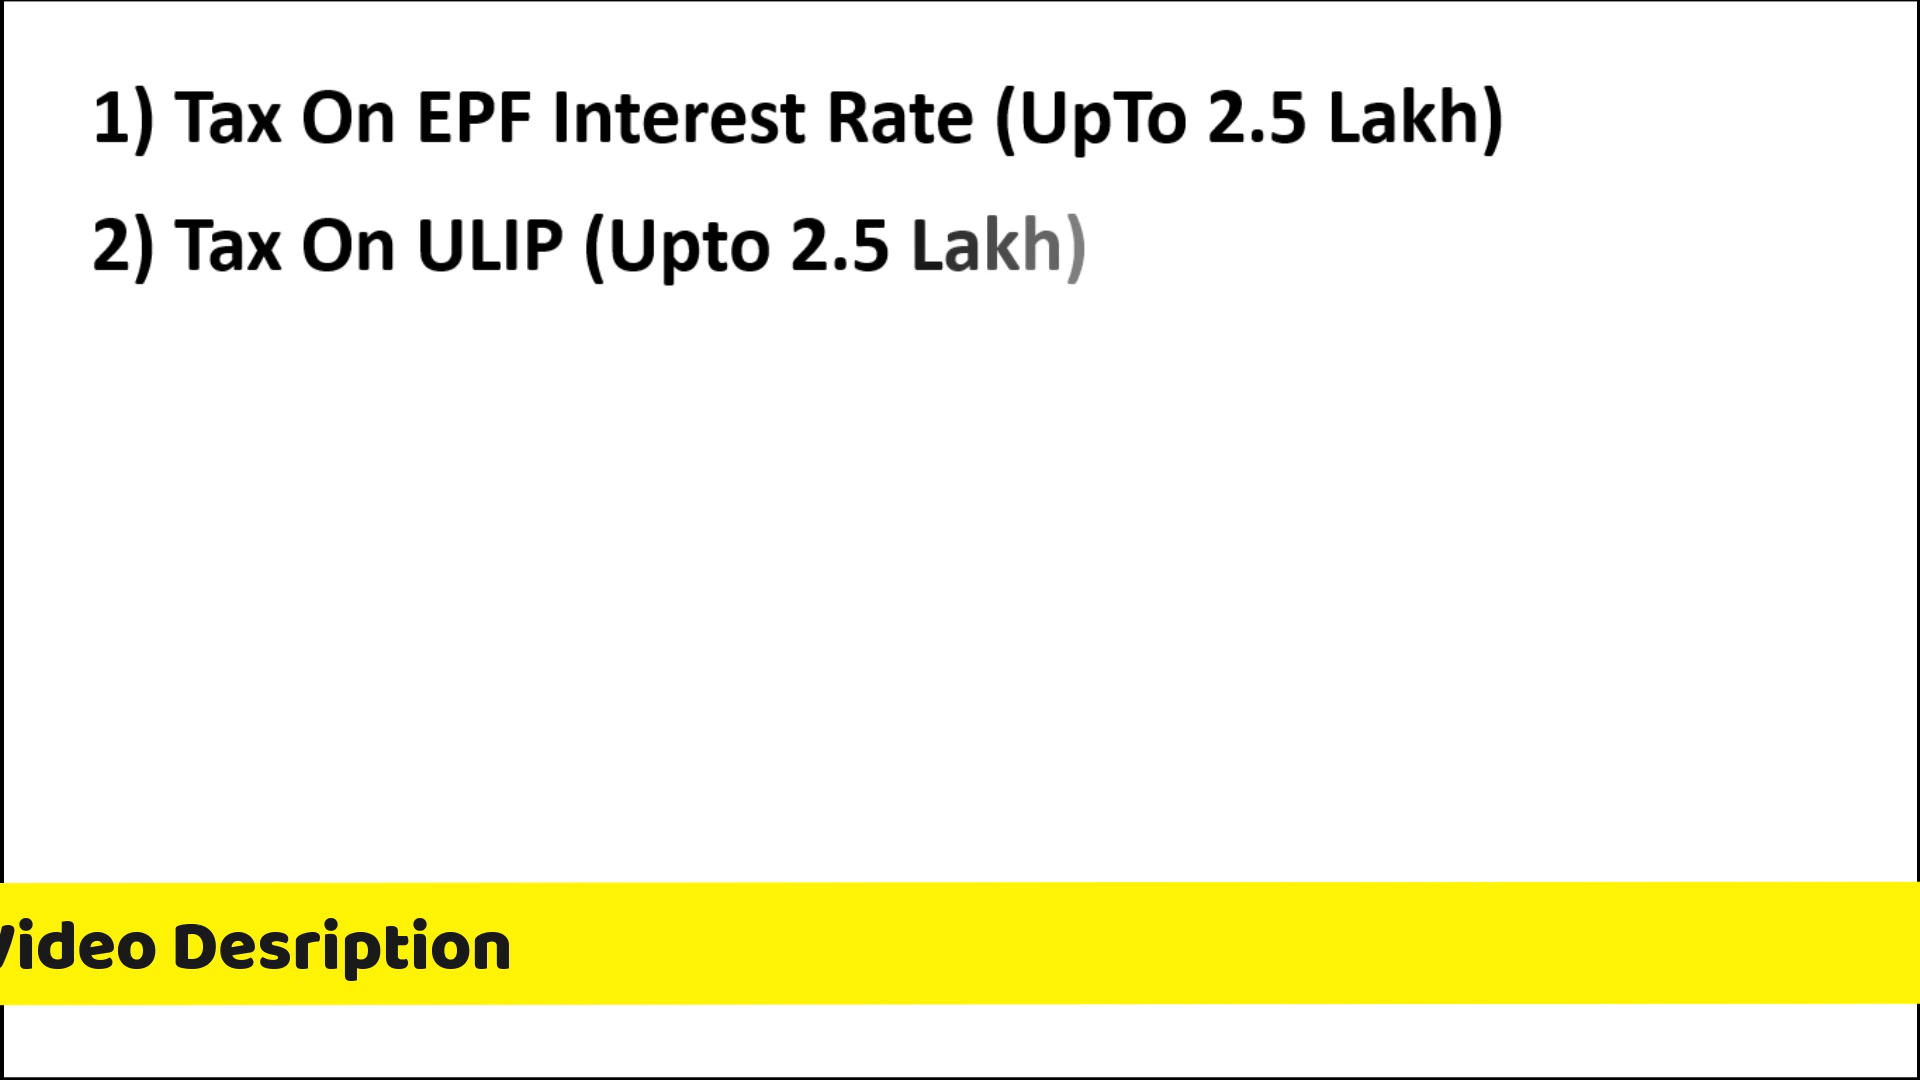 1) Tax On EPF Interest Rate (UpTo 2.5 Lakh)
2) Tax On ULIP (Upto 2.5 Lakh)
Video Desription